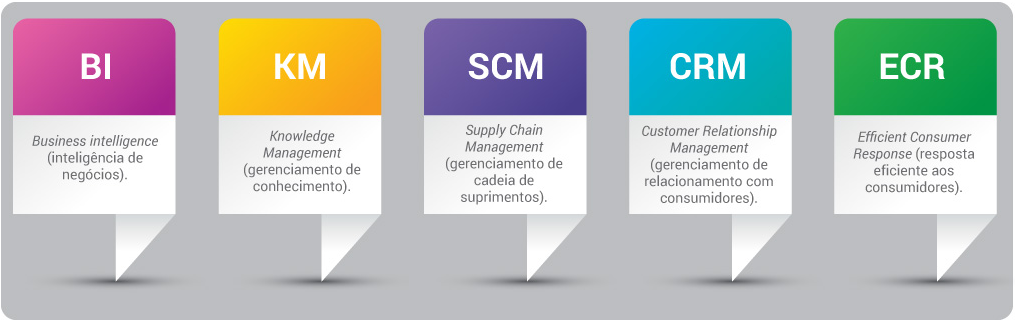 BI
Business intelligence
(inteligência de
negócios).
KM
Knowledge
Management
(gerenciamento de
conhecimento).
SCM
Supply Chain
Management
(gerenciamento de
cadeia de
suprimentos).
CRM
Customer Relationship
Management
(gerenciamento de
relacionamento com
consumidores).
ECR
Efficient Consumer
Response (resposta
eficiente aos
consumidores).